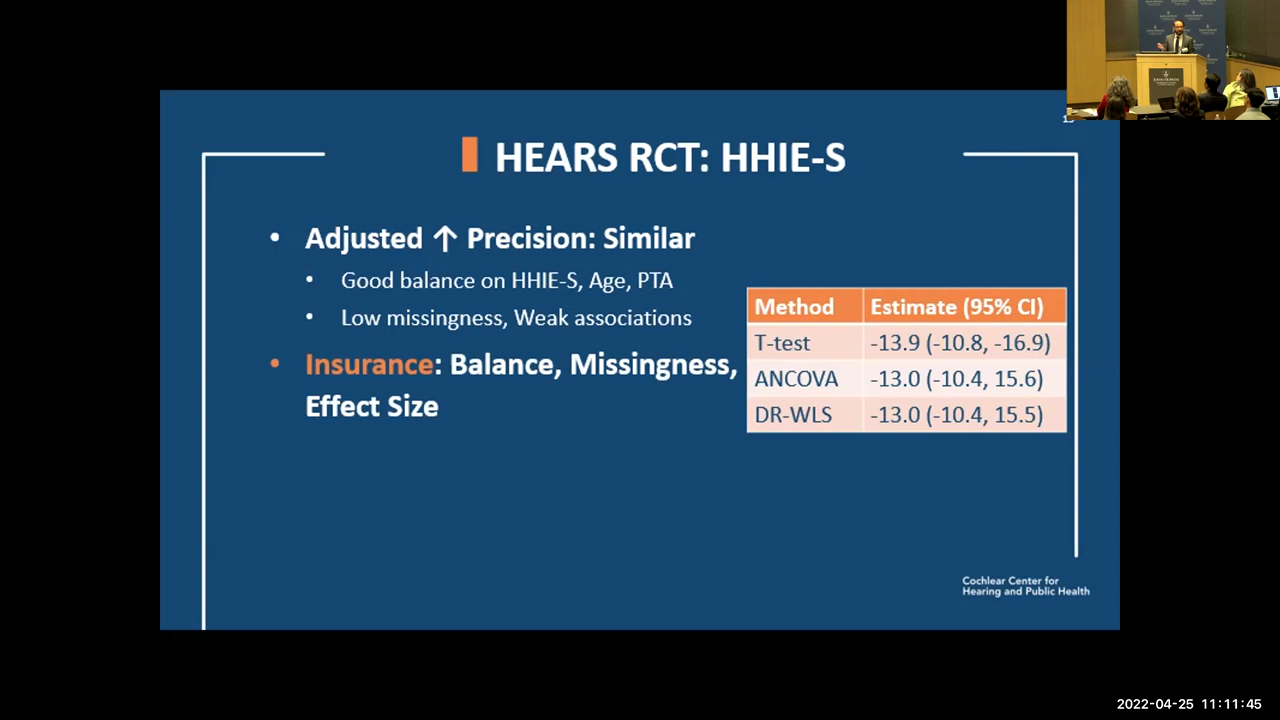 HEARS RCT: HHIE-S
• Adjusted ↑ Precision: Similar
• Good balance on HHIE-S, Age, PTA
• Low missingness, Weak associations
• Insurance: Balance, Missingness,
Effect Size
Method Estimate (95% CI)
T-test -13.9 (-10.8, -16.9)
ANCOVA -13.0 (-10.4, 15.6)
DR-WLS -13.0 (-10.4, 15.5)
Cochlear Center for
Hearing and Public Health
2022-04-25 11:11:45